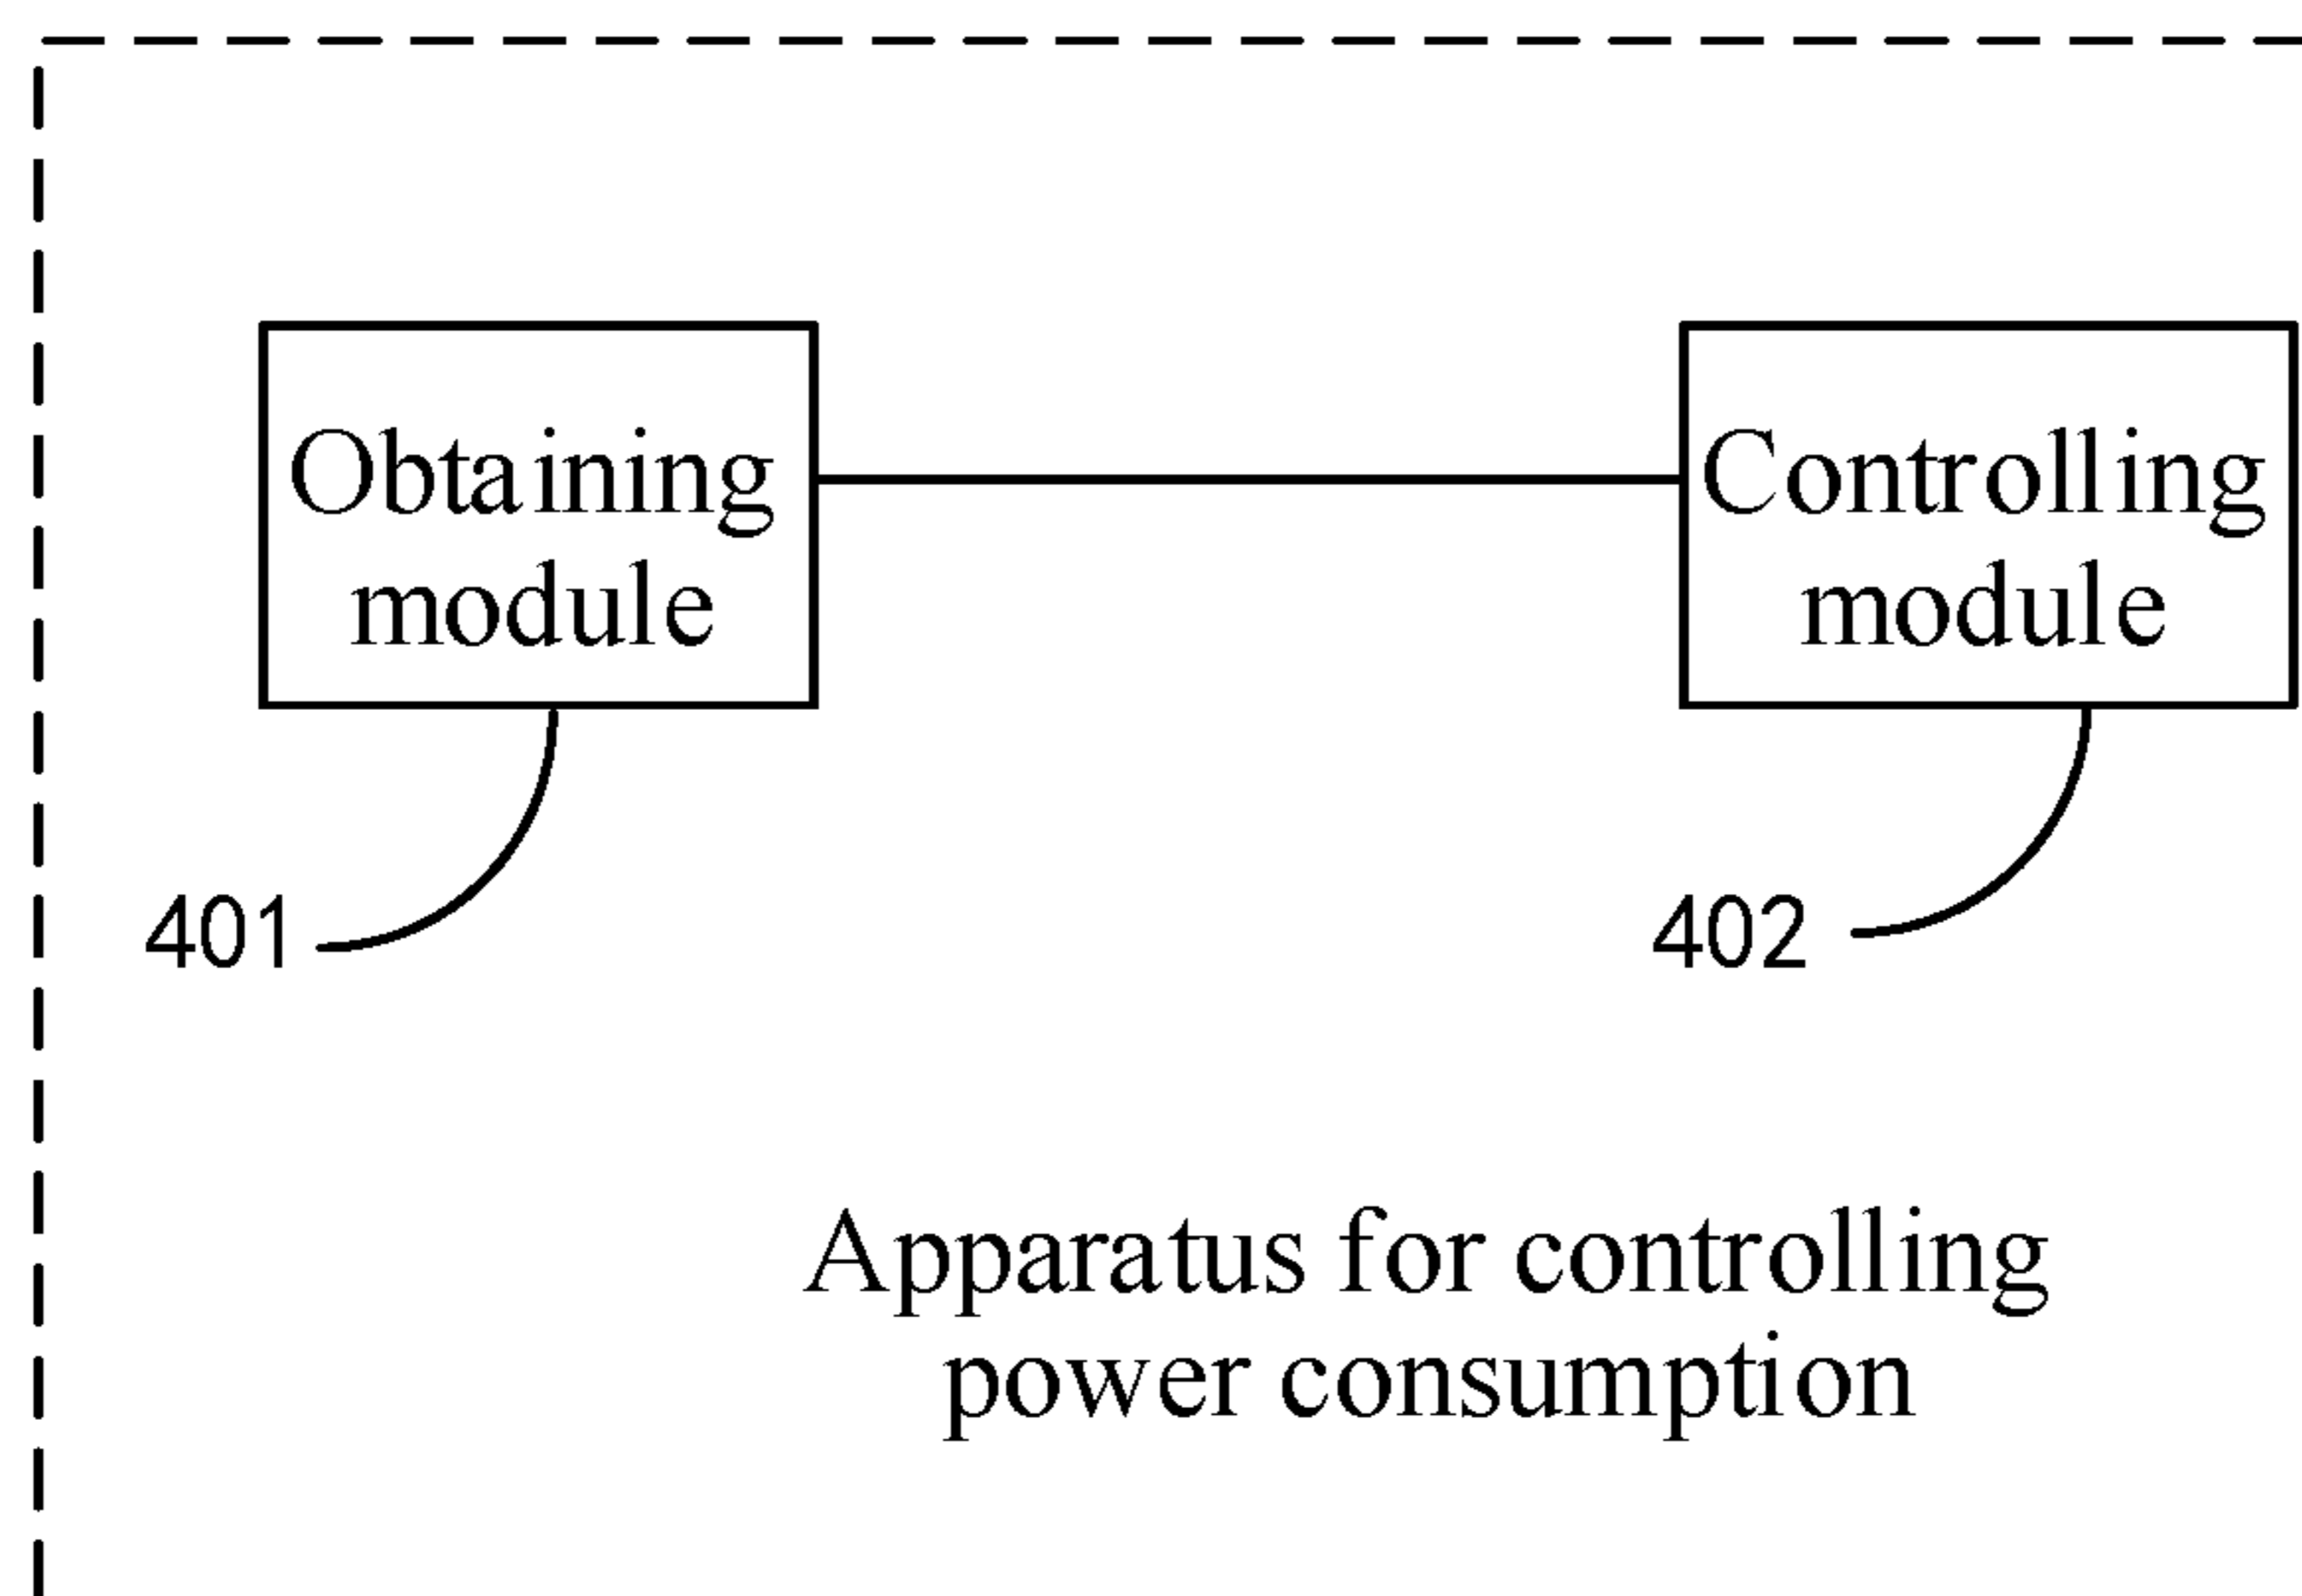 Obtaining
module
Controlling
module
401
402
Apparatus for controlling
power consumption